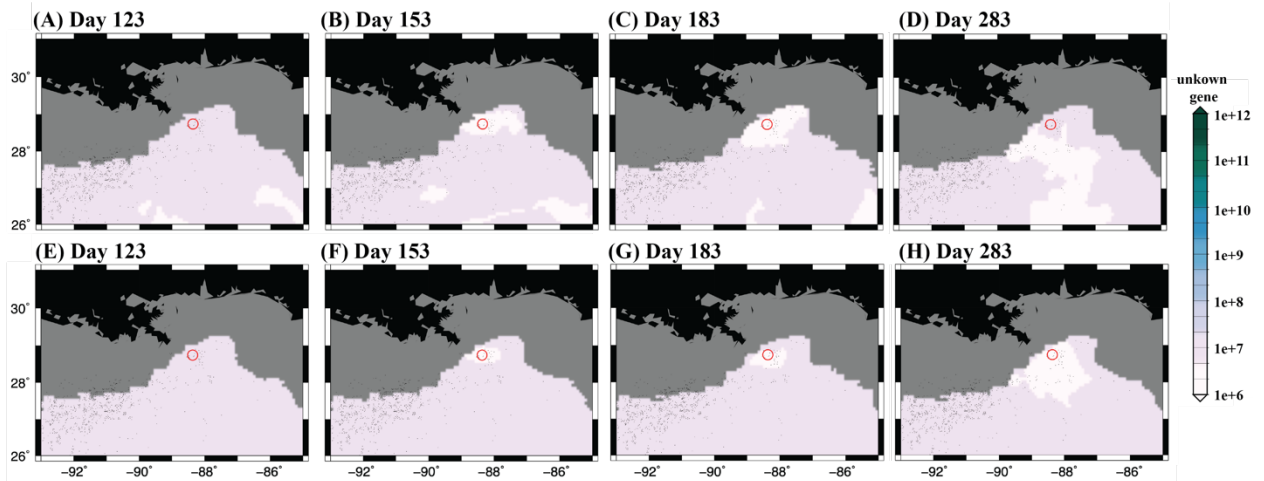 (A) Day 123
(B) Day 153
(C) Day 183
(D) Day 283
30°
28°
26°
unkown
gene
1e+12
1e+11
1e+10
1e+9
1e+8
1e+7
1e+6
(E) Day 123
(F) Day 153
(G) Day 183
(H) Day 283
30°
28°
26°
−92° −90° −88° −86°
−92° −90° −88° −86°
−92° −90° −88° −86°
−92° −90° −88° −86°